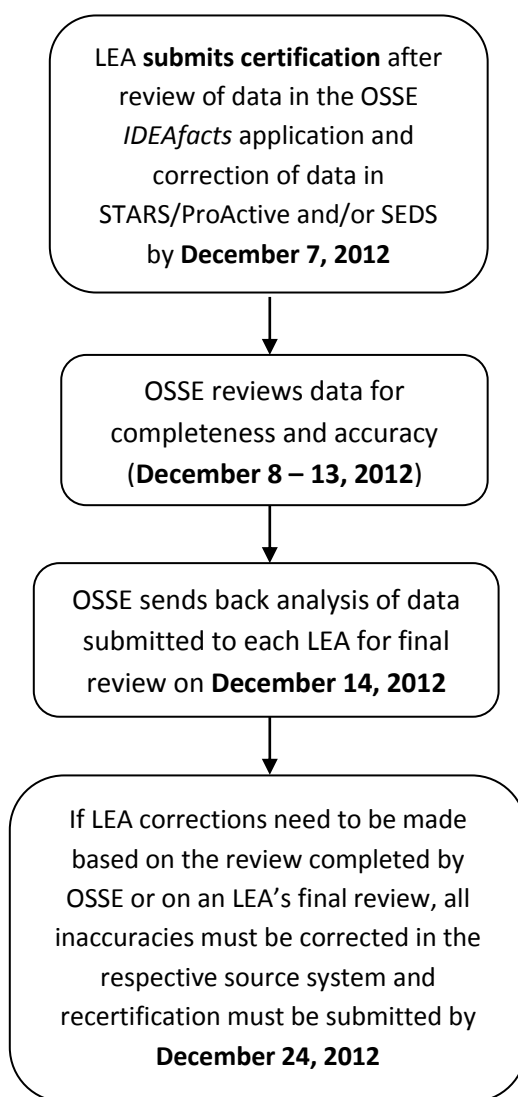 LEA submits certification after
review of data in the OSSE
IDEAfacts application and
correction of data in
STARS/ProActive and/or SEDS
by December 7, 2012
OSSE reviews data for
completeness and accuracy
(December 8 – 13, 2012)
OSSE sends back analysis of data
submitted to each LEA for final
review on December 14, 2012
If LEA corrections need to be made
based on the review completed by
OSSE or on an LEA’s final review, all
inaccuracies must be corrected in the
respective source system and
recertification must be submitted by
December 24, 2012